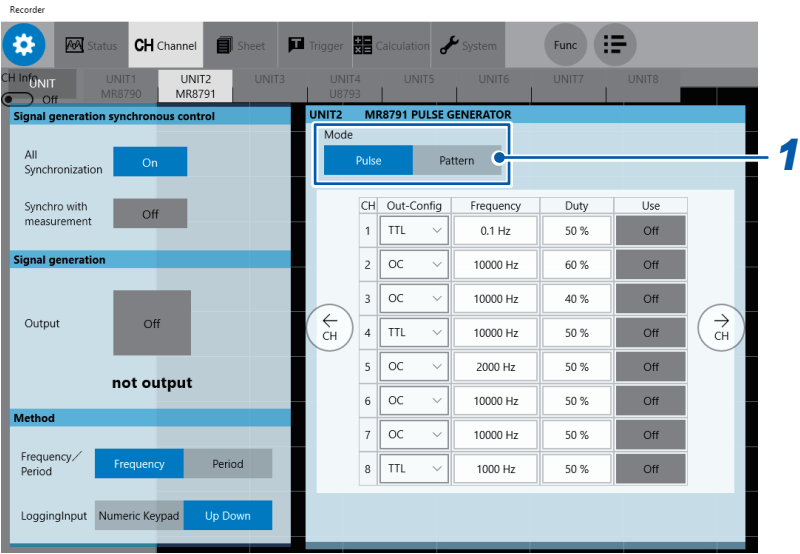 Recorder
Status CH Channel Sheet Trigger Calculation System Func
CH Info UNIT UNIT1 UNIT2 UNIT3 UNIT4 UNIT5 UNIT6 UNIT7 UNIT8
Off MR8790 MR8791 U8793
Signal generation synchronous control
All
Synchronization
On
Synchro with
measurement
Off
Signal generation
Output Off
not output
Method
Frequency/
Period
Frequency Period
LoggingInput Numeric Keypad Up Down
UNIT2 MR8791 PULSE GENERATOR
Mode
Pulse Pattern
1
CH Out-Config Frequency Duty Use
1 TTL 0.1 Hz 50 % Off
2 OC 10000 Hz 60 % Off
3 OC 10000 Hz 40 % Off
4 TTL 10000 Hz 50 % Off
5 OC 2000 Hz 50 % Off
6 OC 10000 Hz 50 % Off
7 OC 10000 Hz 50 % Off
8 TTL 1000 Hz 50 % Off
← CH
→ CH